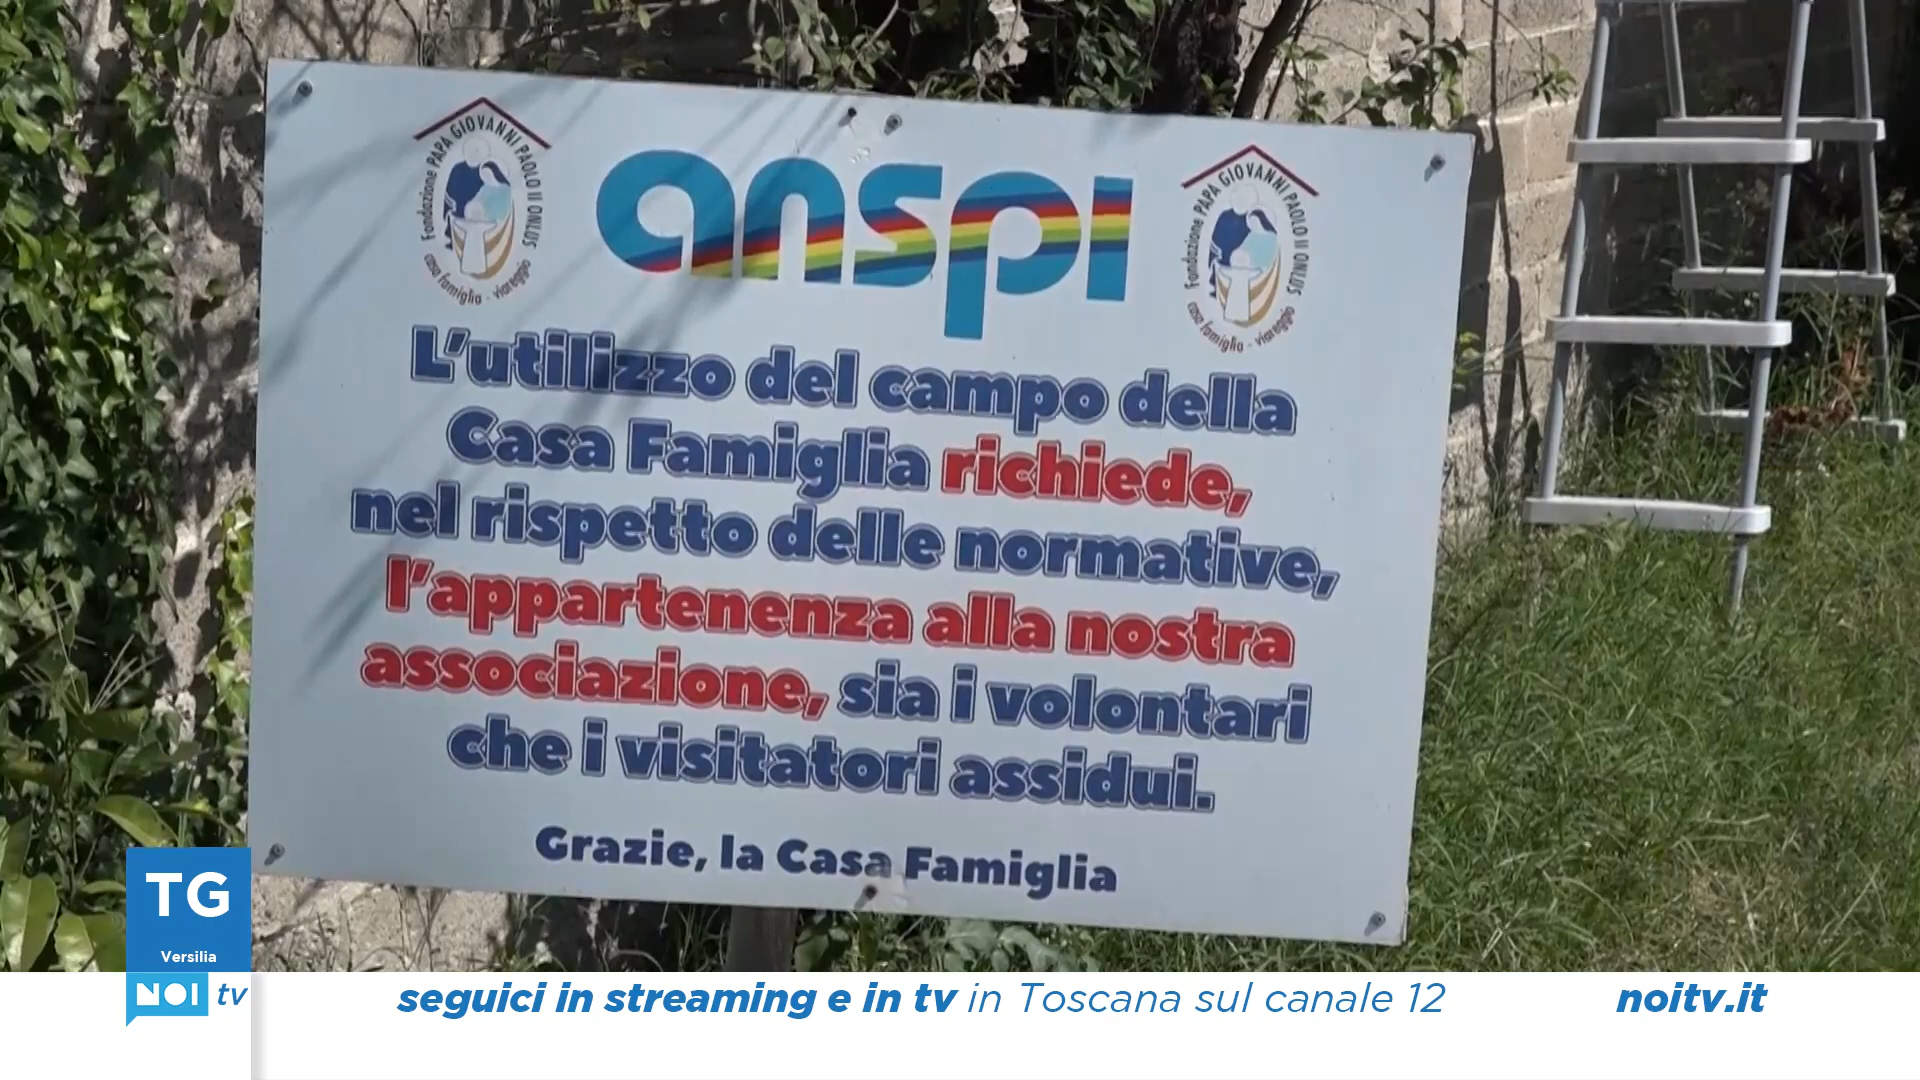 Fondazione PAPA GIOVANNI PAOLO II ONLUS
casa famiglia - viareggio
anspi
Fondazione PAPA GIOVANNI PAOLO II ONLUS
casa famiglia - viareggio
L'utilizzo del campo della
Casa Famiglia richiede,
nel rispetto delle normative,
l'appartenenza alla nostra
associazione, sia i volontari
che i visitatori assidui.
Grazie, la Casa Famiglia
TG
Versilia
NOI tv
seguici in streaming e in tv in Toscana sul canale 12
noitv.it